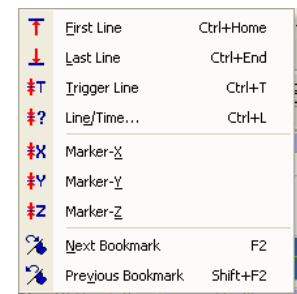 First Line Ctrl+Home
Last Line Ctrl+End
T Trigger Line Ctrl+T
? Line/Time... Ctrl+L
X Marker-X
Y Marker-Y
Z Marker-Z
Next Bookmark F2
Previous Bookmark Shift+F2